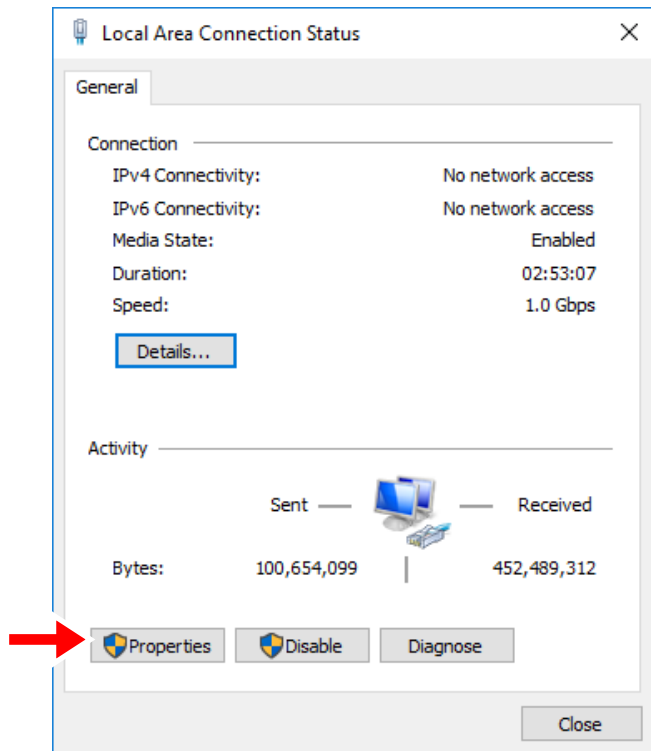 Local Area Connection Status
General
Connection
IPv4 Connectivity: No network access
IPv6 Connectivity: No network access
Media State: Enabled
Duration: 02:53:07
Speed: 1.0 Gbps
Details...
Activity
Sent Received
Bytes: 100,654,099 452,489,312
Properties Disable Diagnose
Close